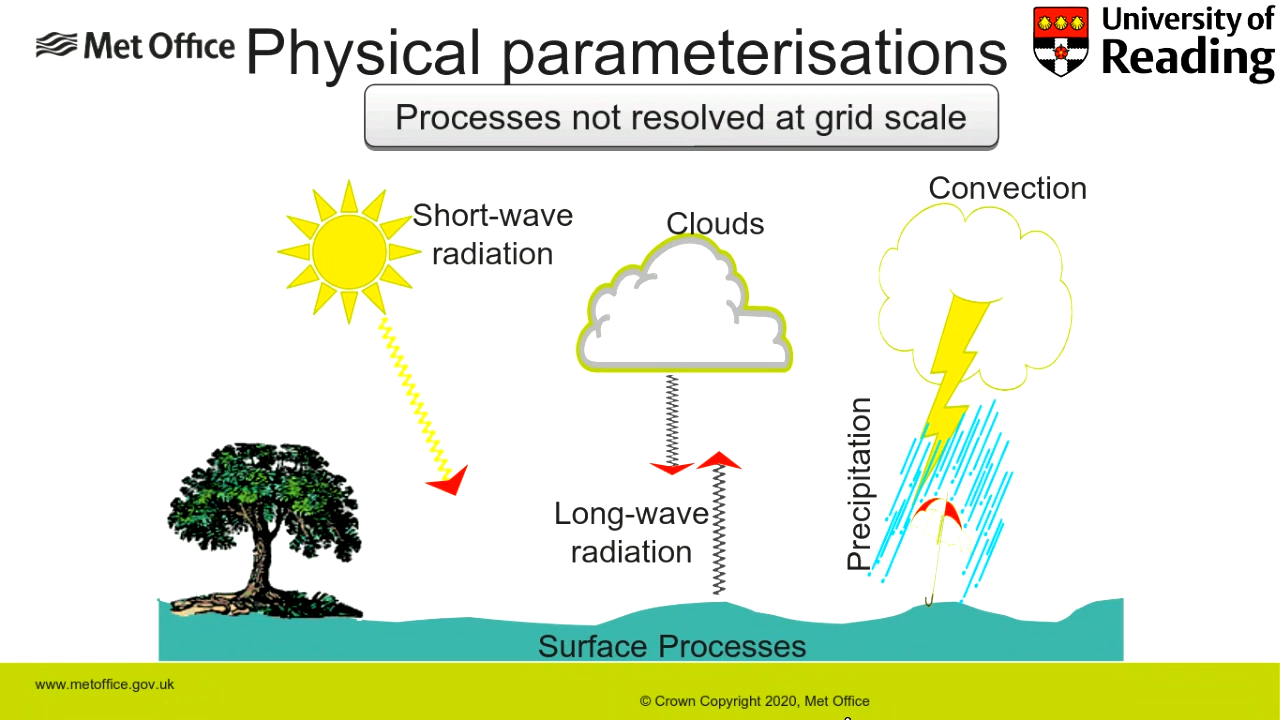 Met Office
Physical parameterisations
University of
Reading
Processes not resolved at grid scale
Short-wave
radiation
Clouds
Convection
Precipitation
Long-wave
radiation
Surface Processes
www.metoffice.gov.uk
© Crown Copyright 2020, Met Office